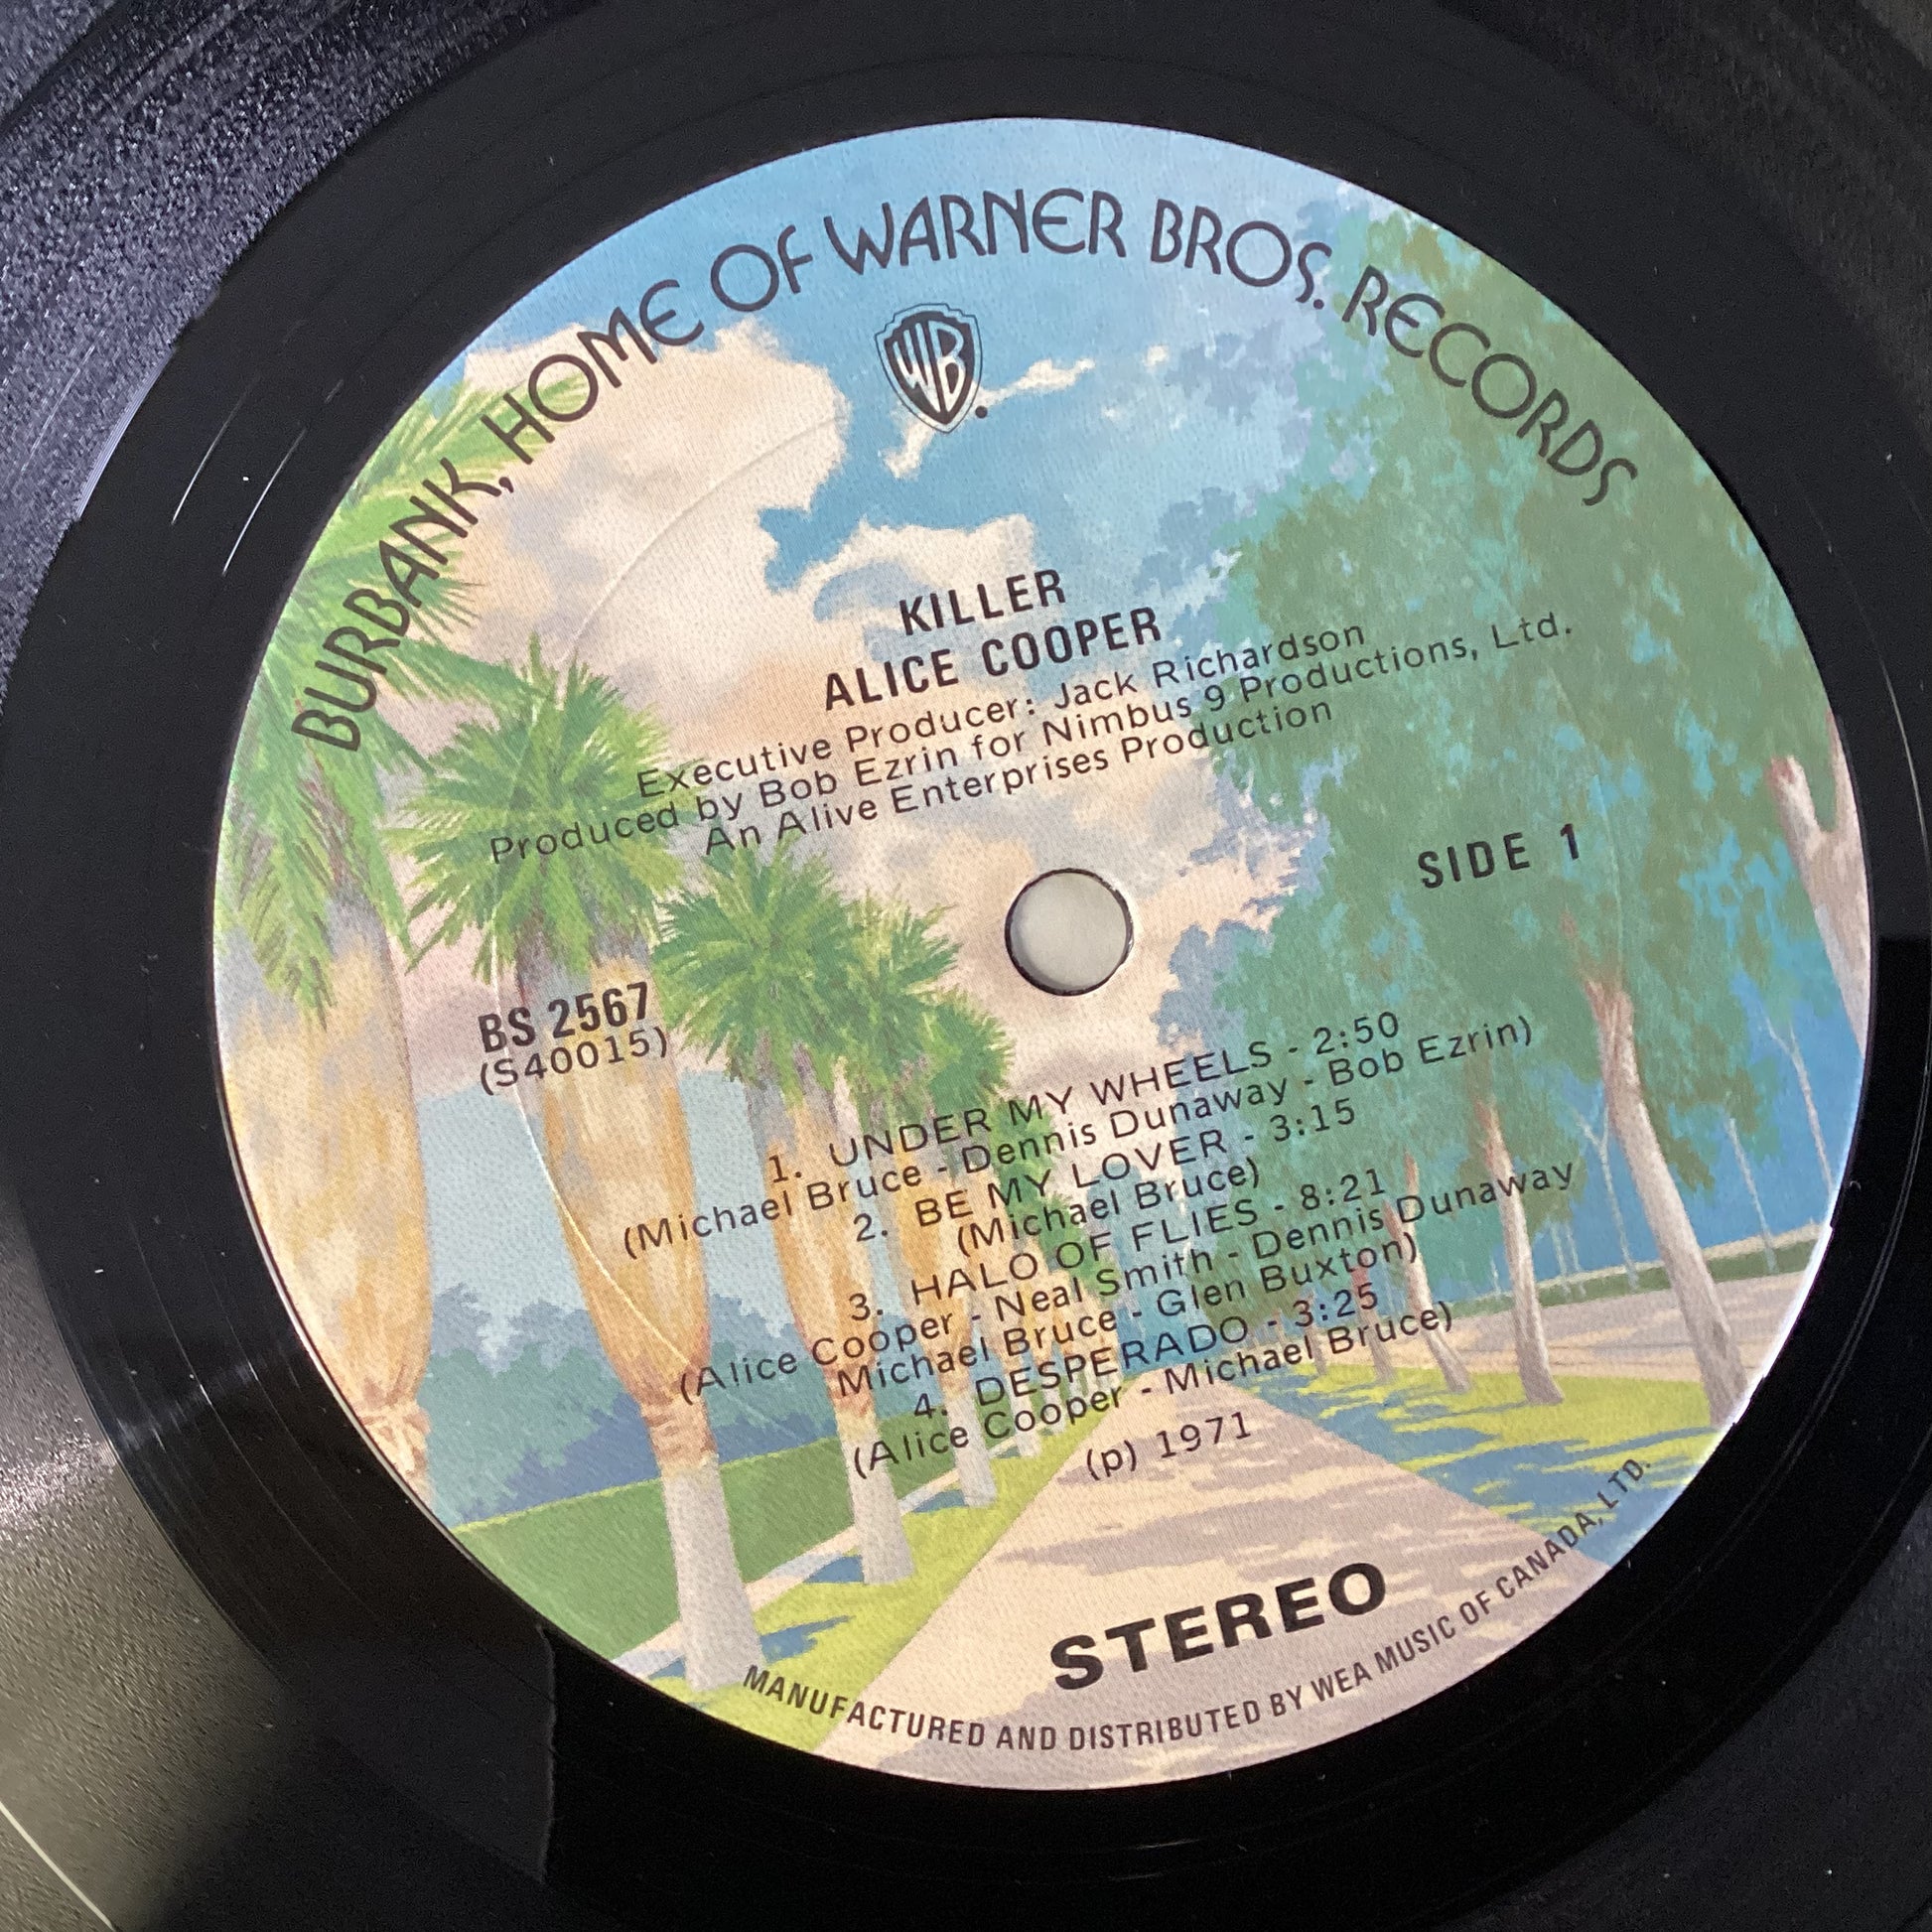 BURBANK, HOME OF WARNER BROS. RECORDS
WB
KILLER
ALICE COOPER
Executive Producer: Jack Richardson
Produced by Bob Ezrin for Nimbus 9 Productions, Ltd.
An Alive Enterprises Production
SIDE 1
BS 2567
(S40015)
1. UNDER MY WHEELS - 2:50
(Michael Bruce - Dennis Dunaway - Bob Ezrin)
2. BE MY LOVER - 3:15
(Michael Bruce)
3. HALO OF FLIES - 8:21
(Alice Cooper - Neal Smith - Dennis Dunaway
Michael Bruce - Glen Buxton)
4. DESPERADO - 3:25
(Alice Cooper - Michael Bruce)
(p) 1971
STEREO
MANUFACTURED AND DISTRIBUTED BY WEA MUSIC OF CANADA, LTD.